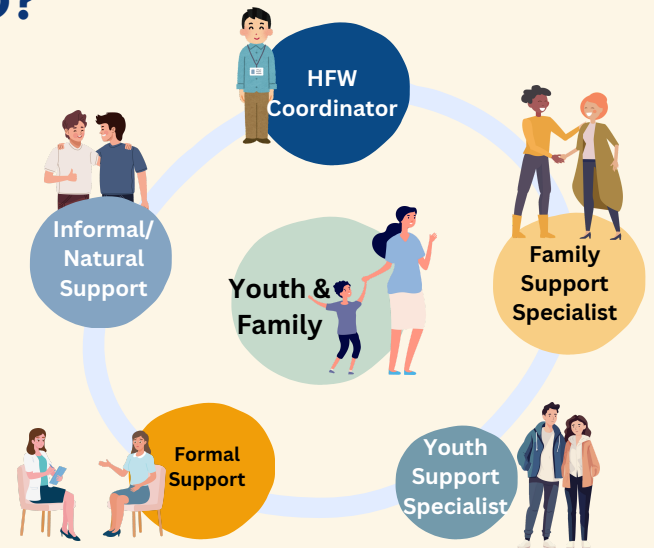 ?
HFW
Coordinator
Informal/
Natural
Support
Family
Support
Specialist
Youth &
Family
Formal
Support
Youth
Support
Specialist